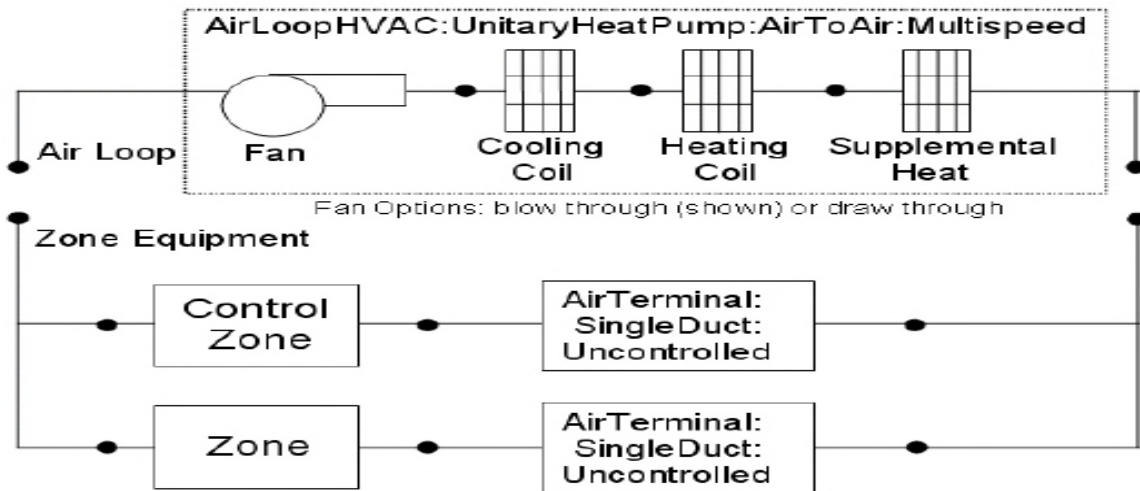 AirLoopHVAC:UnitaryHeatPump:AirToAir:Multispeed
Air Loop
Fan
Cooling
Coil
Heating
Coil
Supplemental
Heat
Fan Options: blow through (shown) or draw through
Zone Equipment
Control
Zone
AirTerminal:
SingleDuct:
Uncontrolled
Zone
AirTerminal:
SingleDuct:
Uncontrolled